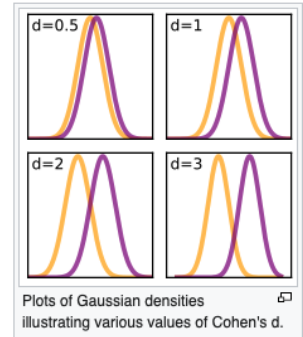 d=0.5
d=1
d=2
d=3
Plots of Gaussian densities
illustrating various values of Cohen's d.